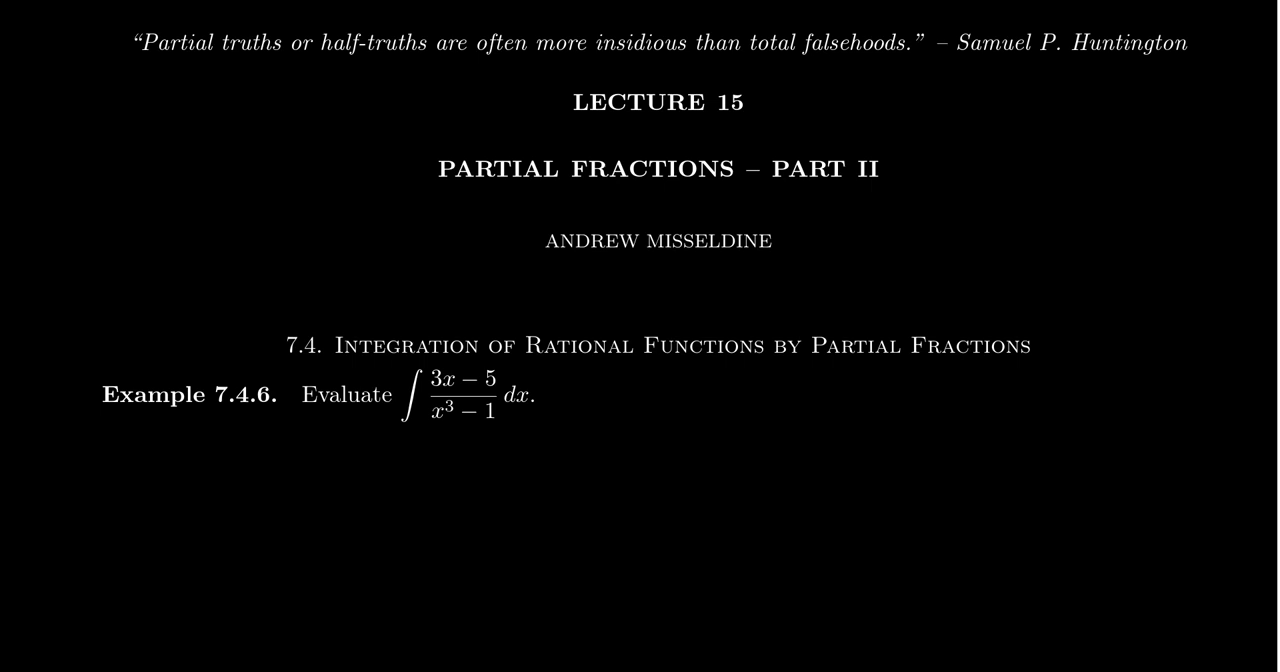 “Partial truths or half-truths are often more insidious than total falsehoods.” – Samuel P. Huntington
LECTURE 15
PARTIAL FRACTIONS – PART II
ANDREW MISSELDINE
7.4. Integration of Rational Functions by Partial Fractions
Example 7.4.6. Evaluate ∫ (3x − 5)/(x³ − 1) dx.